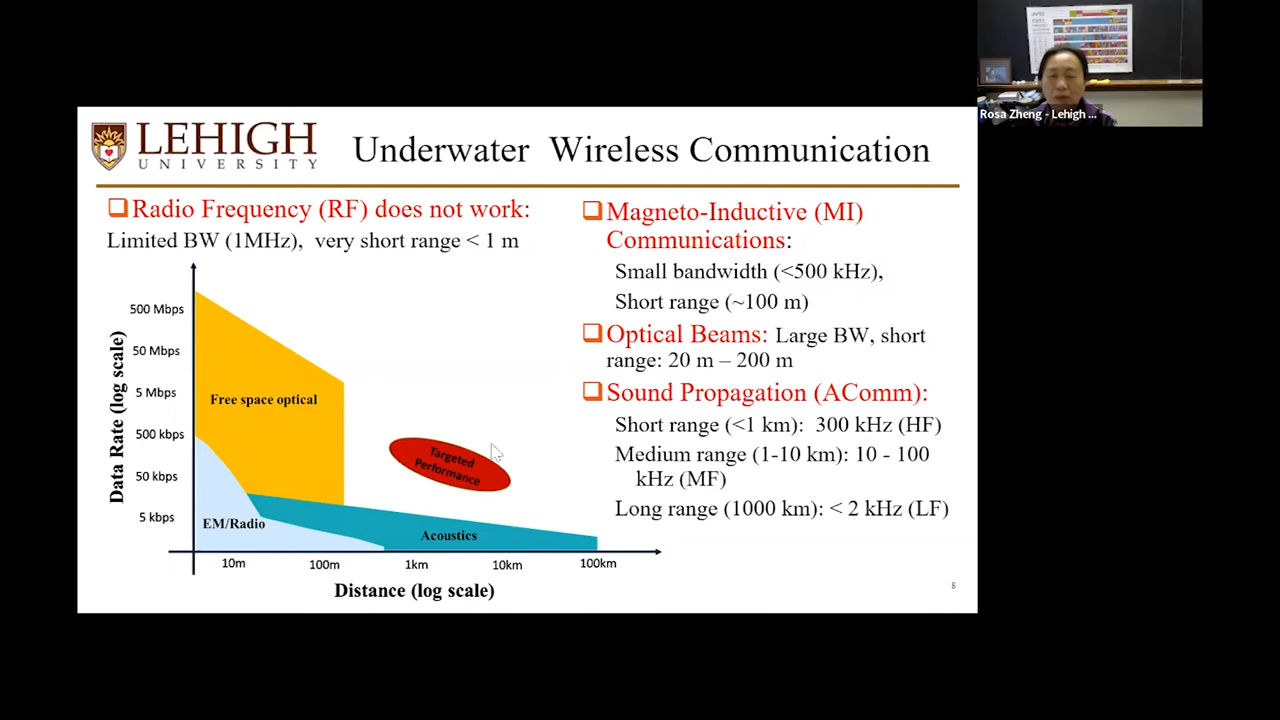 Rosa Zheng - Lehigh ...
LEHIGH
UNIVERSITY
Underwater Wireless Communication
Radio Frequency (RF) does not work:
Limited BW (1MHz), very short range < 1 m
Data Rate (log scale)
500 Mbps
50 Mbps
5 Mbps
500 kbps
50 kbps
5 kbps
Free space optical
Targeted
Performance
EM/Radio
Acoustics
10m
100m
1km
10km
100km
Distance (log scale)
Magneto-Inductive (MI)
Communications:
Small bandwidth (<500 kHz),
Short range (~100 m)
Optical Beams: Large BW, short
range: 20 m – 200 m
Sound Propagation (AComm):
Short range (<1 km): 300 kHz (HF)
Medium range (1-10 km): 10 - 100
kHz (MF)
Long range (1000 km): < 2 kHz (LF)
8